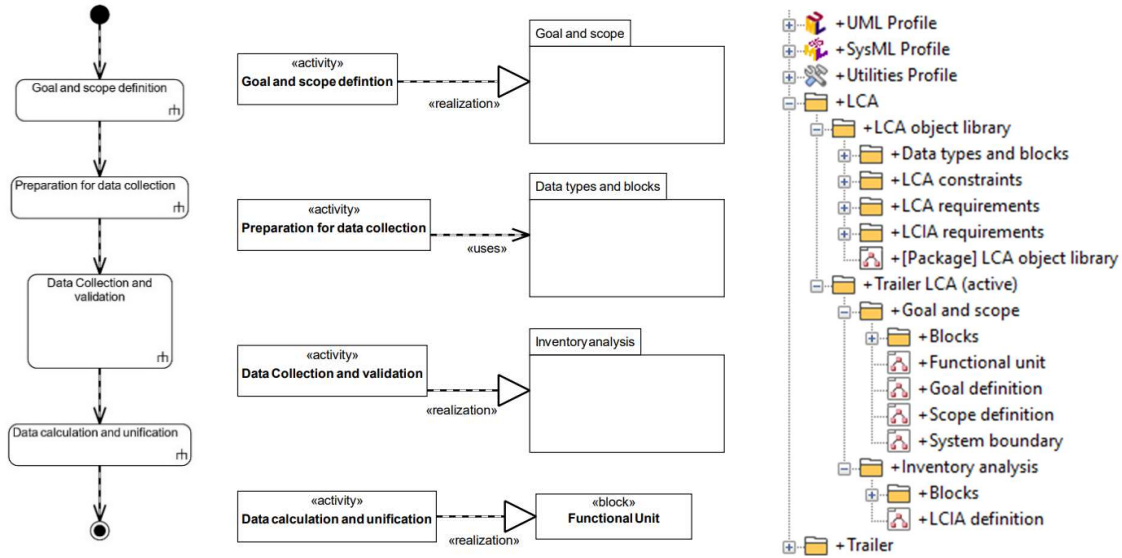 Goal and scope definition
Preparation for data collection
Data Collection and
validation
Data calculation and unification
«activity»
Goal and scope defintion
«realization»
Goal and scope
«activity»
Preparation for data collection
«uses»
Data types and blocks
«activity»
Data Collection and validation
«realization»
Inventory analysis
«activity»
Data calculation and unification
«realization»
«block»
Functional Unit
+UML Profile
+SysML Profile
+Utilities Profile
+LCA
+LCA object library
+Data types and blocks
+LCA constraints
+LCA requirements
+LCIA requirements
+[Package] LCA object library
+Trailer LCA (active)
+Goal and scope
+Blocks
+Functional unit
+Goal definition
+Scope definition
+System boundary
+Inventory analysis
+Blocks
+LCIA definition
+Trailer